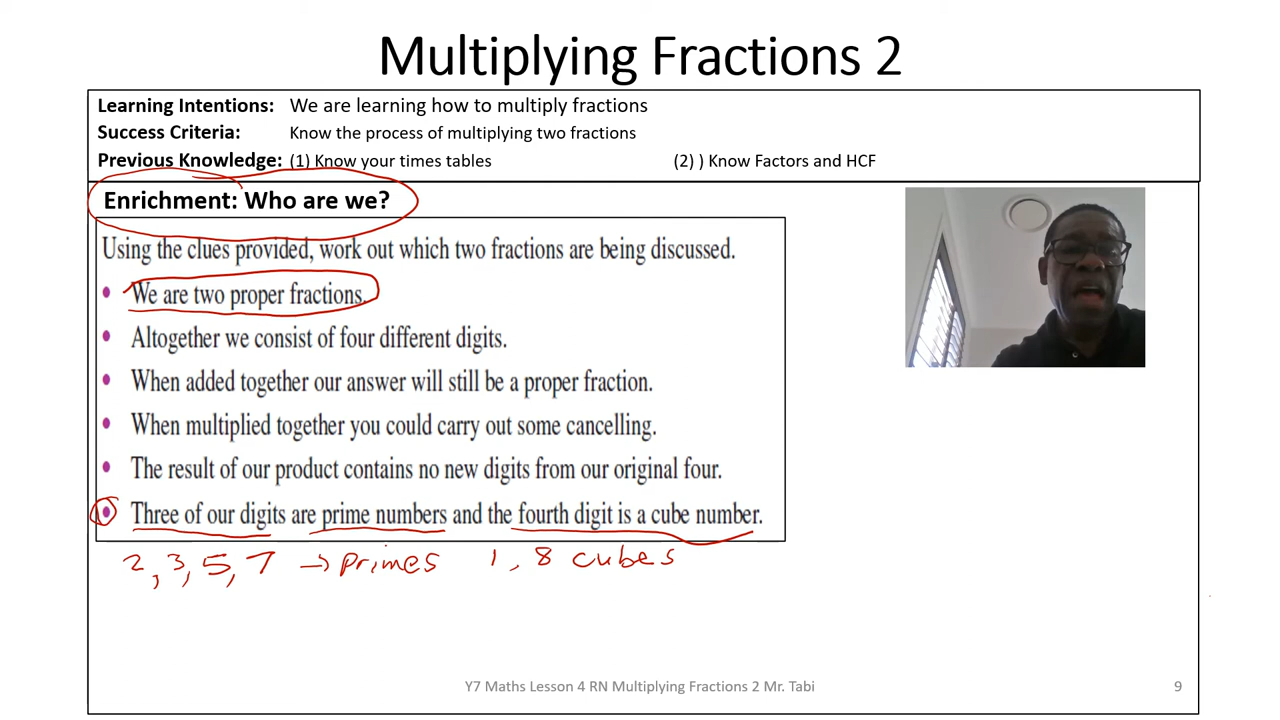 Multiplying Fractions 2
Learning Intentions: We are learning how to multiply fractions
Success Criteria: Know the process of multiplying two fractions
Previous Knowledge: (1) Know your times tables (2) ) Know Factors and HCF
Enrichment: Who are we?
Using the clues provided, work out which two fractions are being discussed.
• We are two proper fractions.
• Altogether we consist of four different digits.
• When added together our answer will still be a proper fraction.
• When multiplied together you could carry out some cancelling.
• The result of our product contains no new digits from our original four.
• Three of our digits are prime numbers and the fourth digit is a cube number.
2, 3, 5, 7 → primes 1, 8 cubes
Y7 Maths Lesson 4 RN Multiplying Fractions 2 Mr. Tabi 9